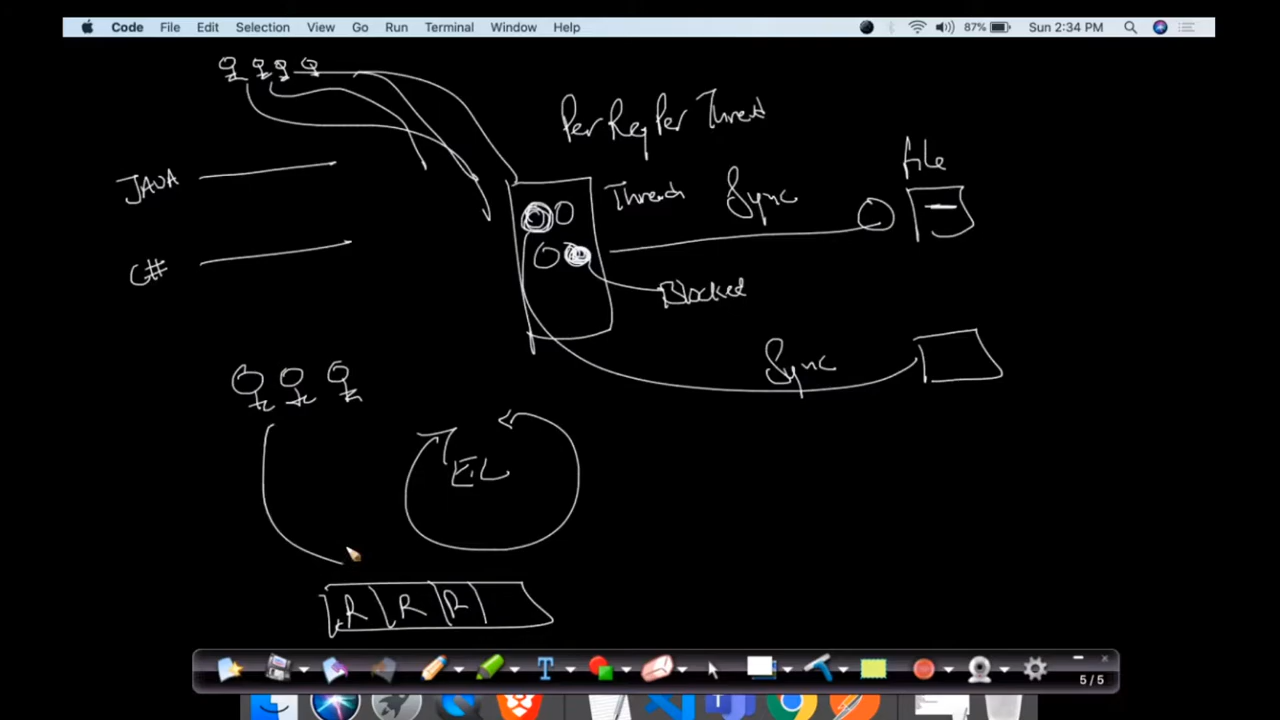 Code File Edit Selection View Go Run Terminal Window Help 87% Sun 2:34 PM
Per Req Per Thread
file
JAVA
Thread Sync
C#
Blocked
Sync
EL
R R R
T
5 / 5